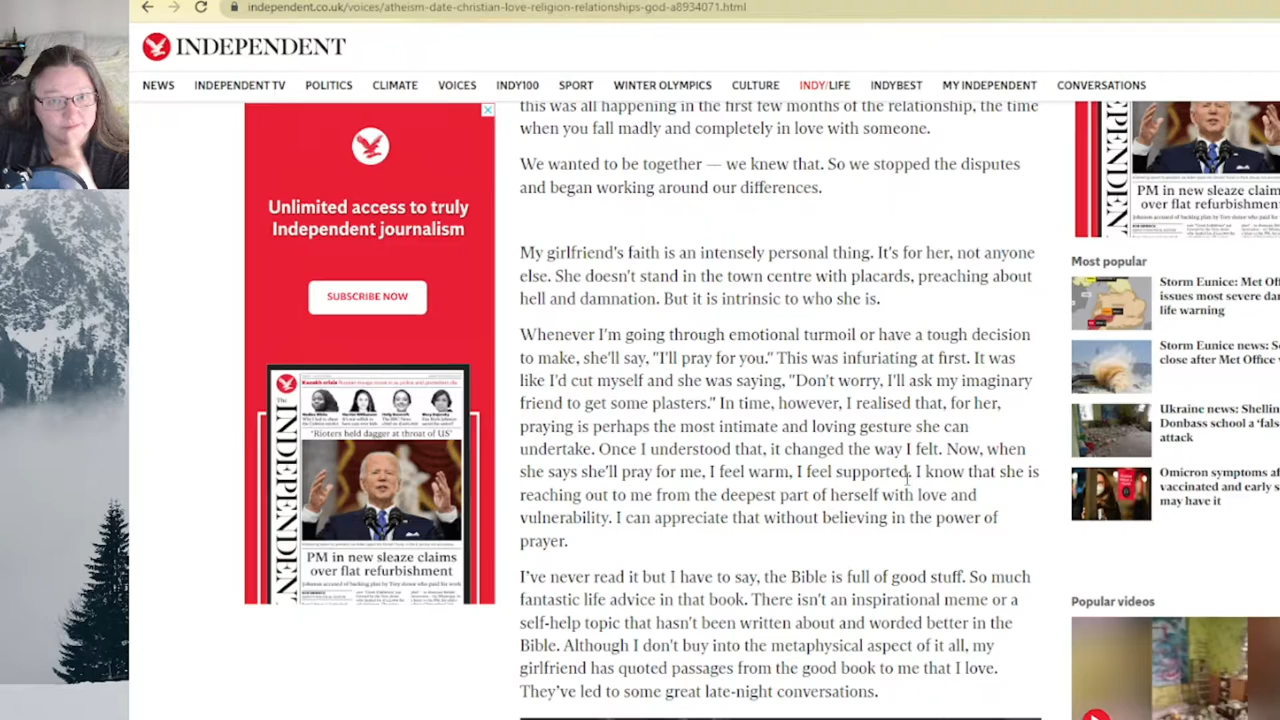 independent.co.uk/voices/atheism-date-christian-love-religion-relationships-god-a8934071.html
INDEPENDENT
NEWS INDEPENDENT TV POLITICS CLIMATE VOICES INDY100 SPORT WINTER OLYMPICS CULTURE INDY/LIFE INDYBEST MY INDEPENDENT CONVERSATIONS
Unlimited access to truly
Independent journalism
SUBSCRIBE NOW
The
INDEPENDENT
'Rioters held dagger at throat of US'
PM in new sleaze claims
over flat refurbishment
this was all happening in the first few months of the relationship, the time
when you fall madly and completely in love with someone.
We wanted to be together — we knew that. So we stopped the disputes
and began working around our differences.
My girlfriend's faith is an intensely personal thing. It's for her, not anyone
else. She doesn't stand in the town centre with placards, preaching about
hell and damnation. But it is intrinsic to who she is.
Whenever I'm going through emotional turmoil or have a tough decision
to make, she'll say, "I'll pray for you." This was infuriating at first. It was
like I'd cut myself and she was saying, "Don't worry, I'll ask my imaginary
friend to get some plasters." In time, however, I realised that, for her,
praying is perhaps the most intimate and loving gesture she can
undertake. Once I understood that, it changed the way I felt. Now, when
she says she'll pray for me, I feel warm, I feel supported, I know that she is
reaching out to me from the deepest part of herself with love and
vulnerability. I can appreciate that without believing in the power of
prayer.
I've never read it but I have to say, the Bible is full of good stuff. So much
fantastic life advice in one book. There isn't an inspirational meme or a
self-help topic that hasn't been written about and worded better in the
Bible. Although I don't buy into the metaphysical aspect of it all, my
girlfriend has quoted passages from the good book to me that I love.
They've led to some great late-night conversations.
INDEPENDEN
PM in new sleaze claim
over flat refurbishment
Most popular
Storm Eunice: Met Of
issues most severe dan
life warning
Storm Eunice news: S
close after Met Office
Ukraine news: Shellin
Donbass school a 'fals
attack
Omicron symptoms af
vaccinated and early s
may have it
Popular videos